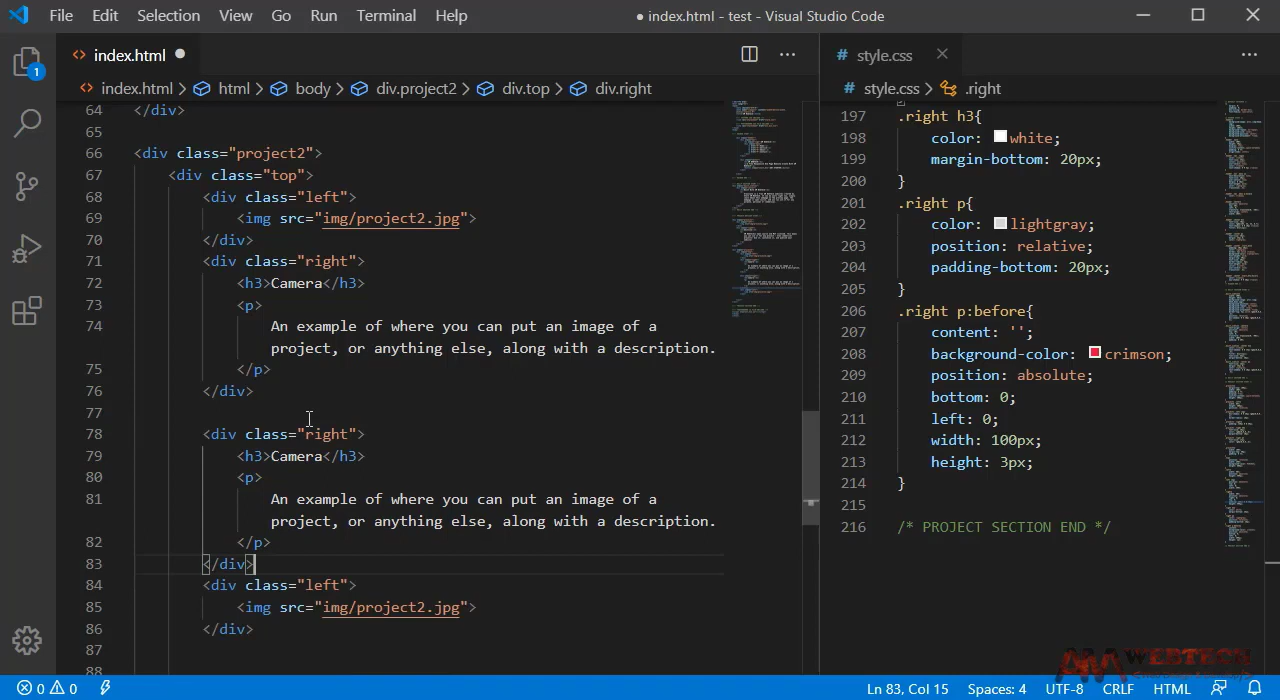 File Edit Selection View Go Run Terminal Help ● index.html - test - Visual Studio Code
index.html ●
style.css
index.html > html > body > div.project2 > div.top > div.right
style.css > .right
1
64 </div>
65
66 <div class="project2">
67 <div class="top">
68 <div class="left">
69 <img src="img/project2.jpg">
70 </div>
71 <div class="right">
72 <h3>Camera</h3>
73 <p>
74 An example of where you can put an image of a
project, or anything else, along with a description.
75 </p>
76 </div>
77
78 <div class="right">
79 <h3>Camera</h3>
80 <p>
81 An example of where you can put an image of a
project, or anything else, along with a description.
82 </p>
83 </div>
84 <div class="left">
85 <img src="img/project2.jpg">
86 </div>
87
88
197 .right h3{
198 color: white;
199 margin-bottom: 20px;
200 }
201 .right p{
202 color: lightgray;
203 position: relative;
204 padding-bottom: 20px;
205 }
206 .right p:before{
207 content: '';
208 background-color: crimson;
209 position: absolute;
210 bottom: 0;
211 left: 0;
212 width: 100px;
213 height: 3px;
214 }
215
216 /* PROJECT SECTION END */
WEBTECH
0 0 Ln 83, Col 15 Spaces: 4 UTF-8 CRLF HTML